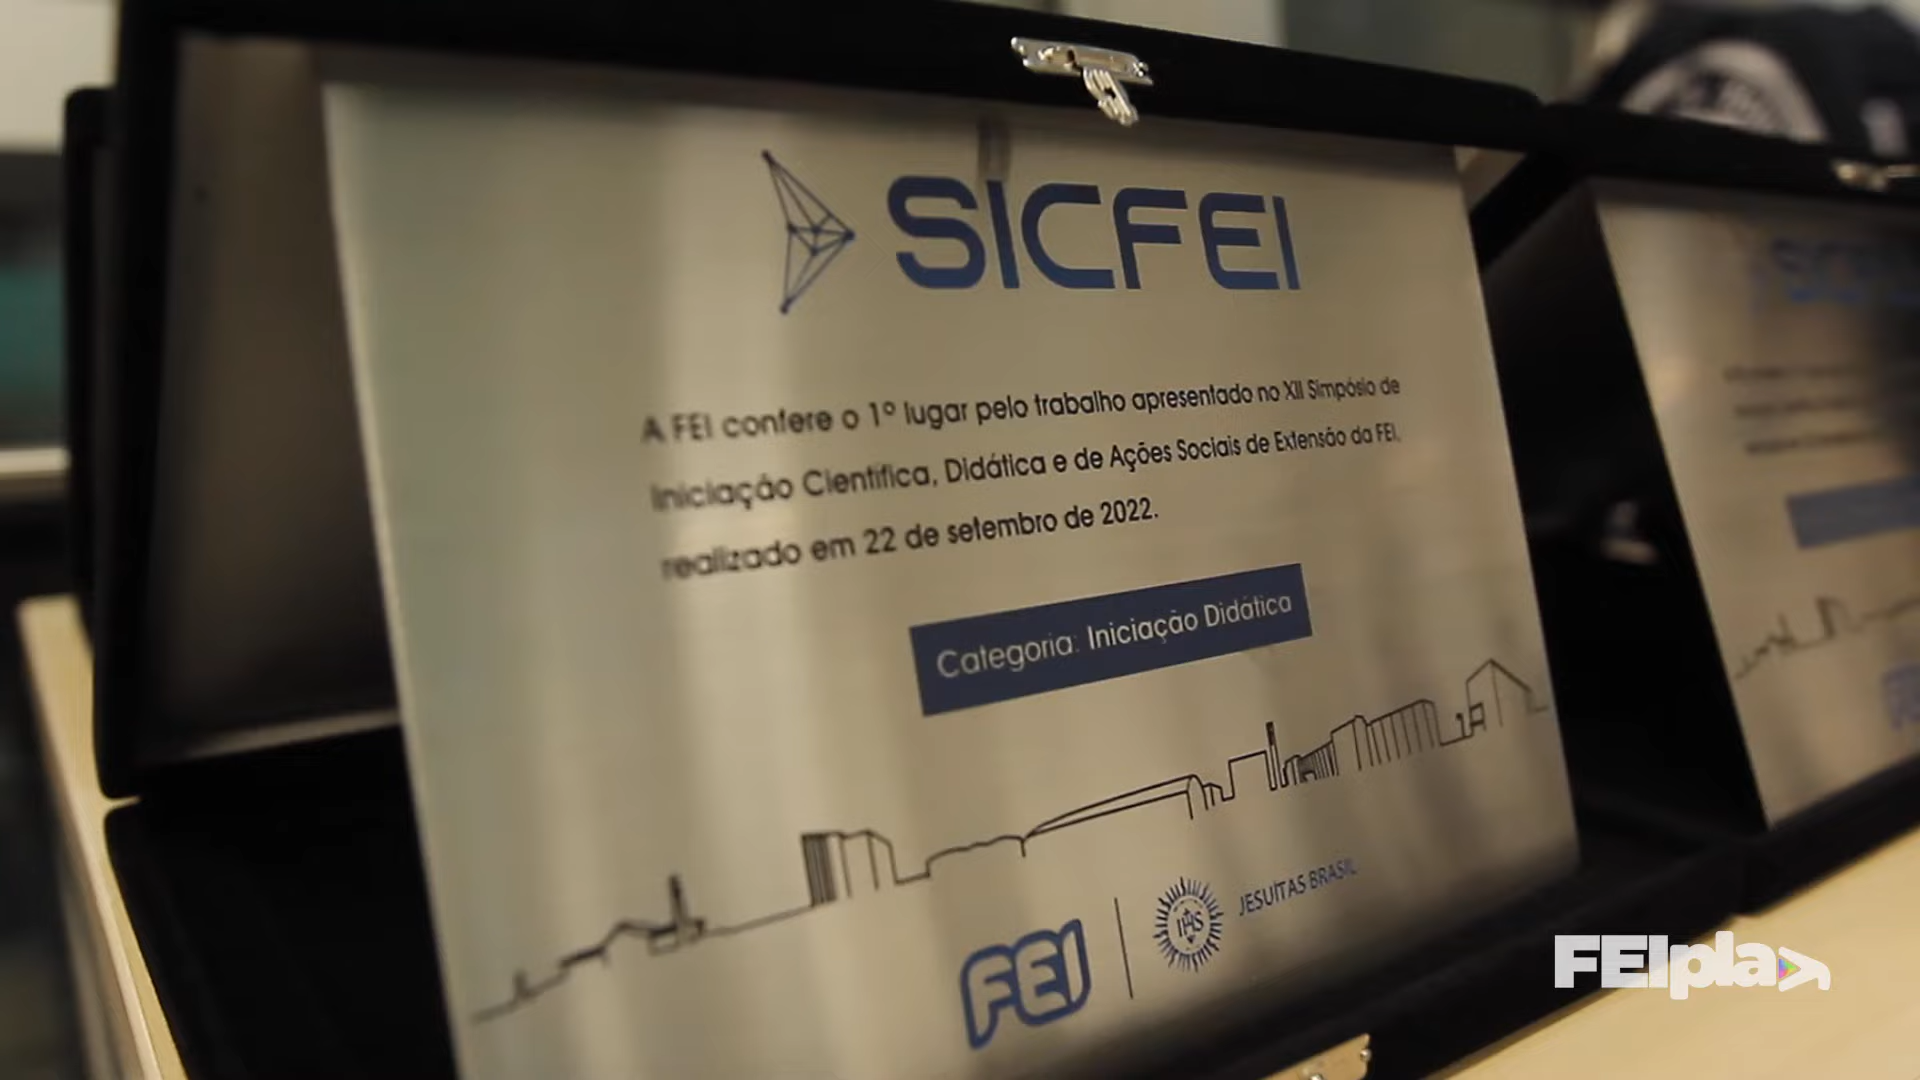 SICFEI
A FEI confere o 1º lugar pelo trabalho apresentado no XII Simpósio de
Iniciação Científica, Didática e de Ações Sociais de Extensão da FEI,
realizado em 22 de setembro de 2022.
Categoria: Iniciação Didática
FEI
IHS
JESUÍTAS BRASIL
FEIplay